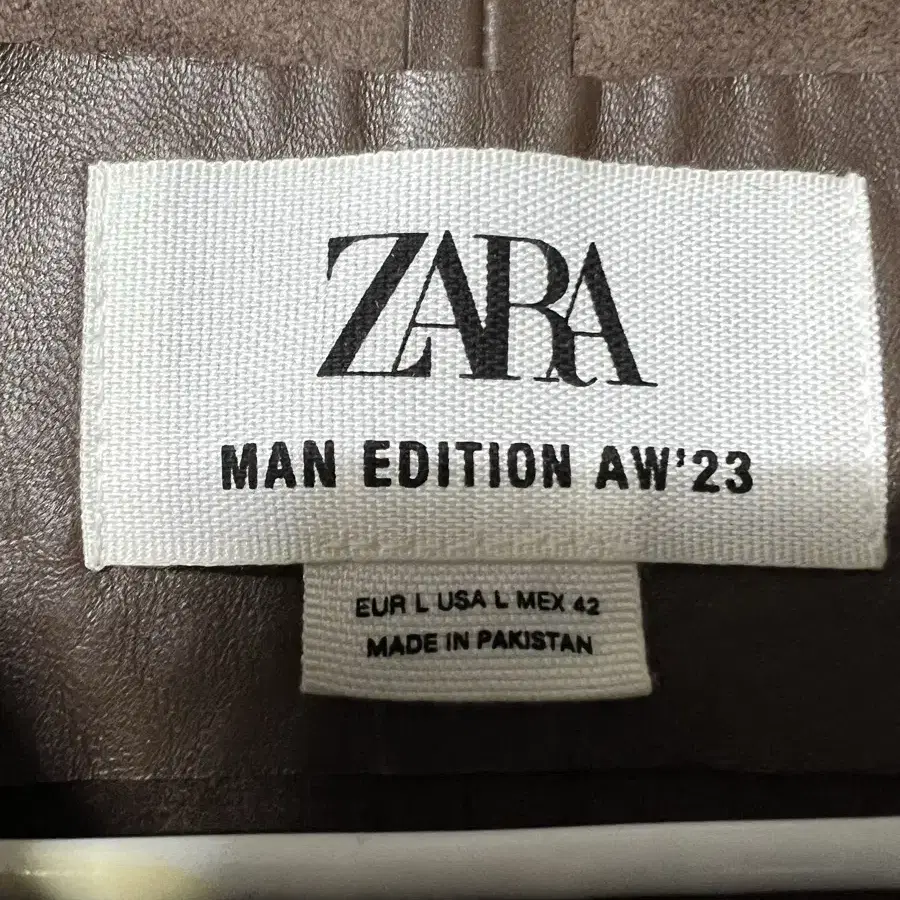 ZARA
MAN EDITION AW'23
EUR L USA L MEX 42
MADE IN PAKISTAN